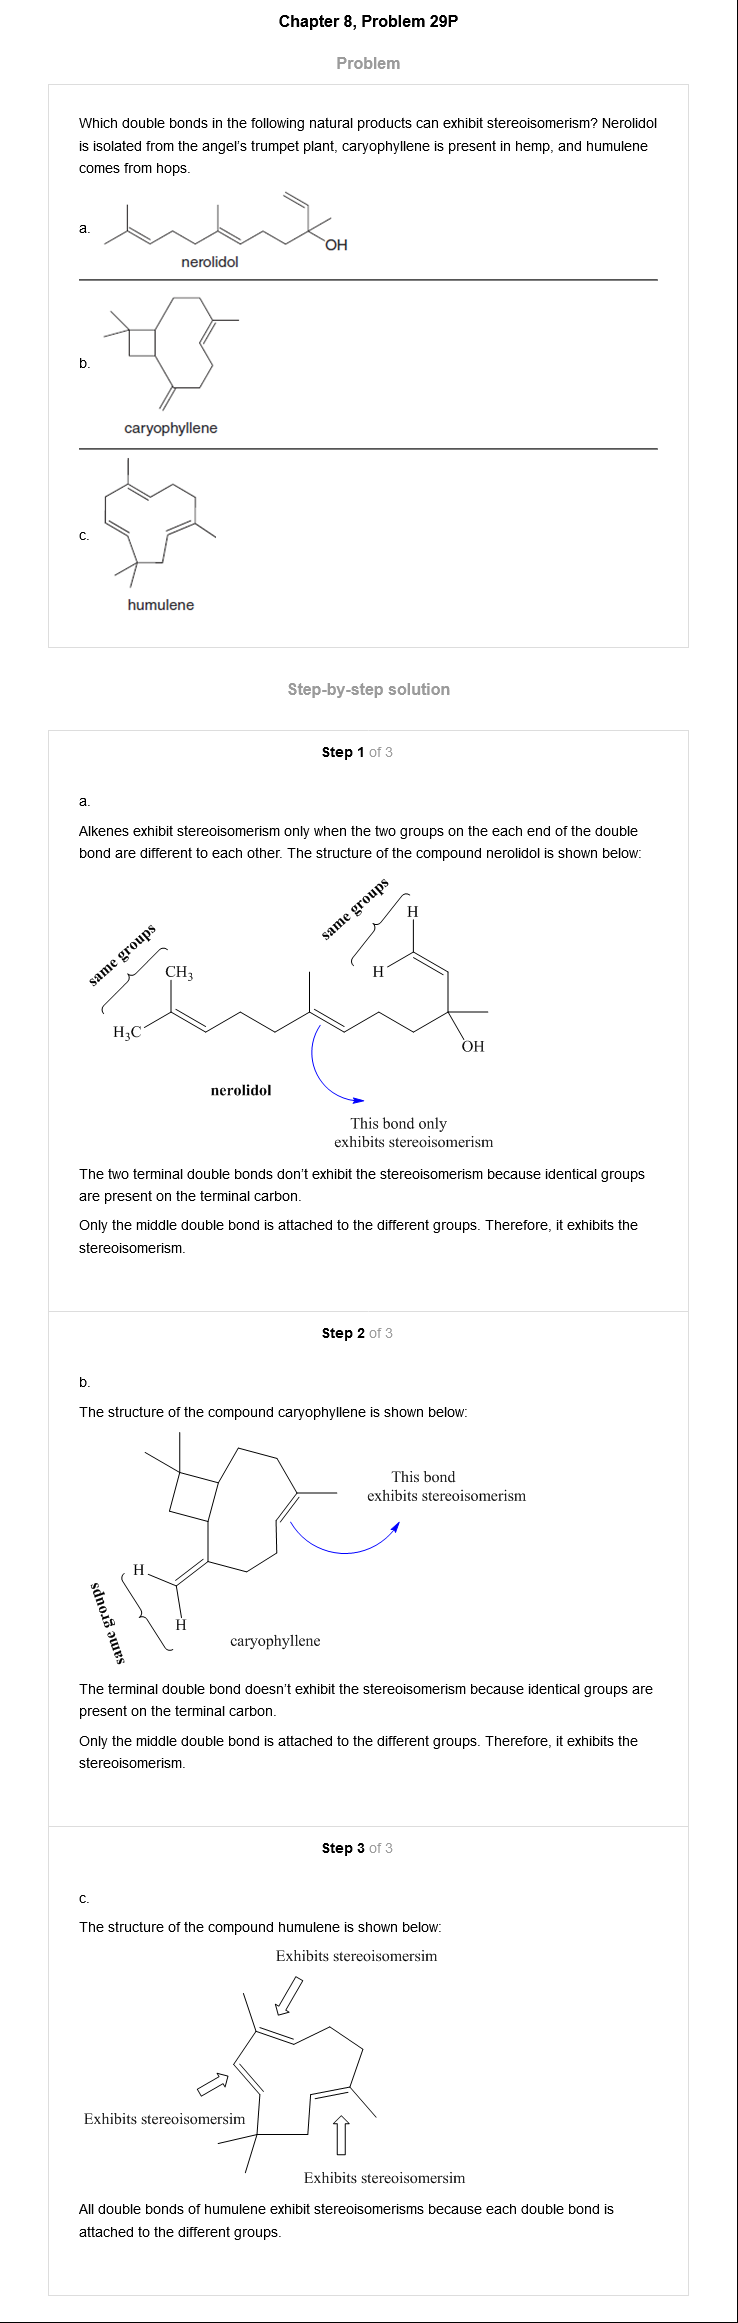 Chapter 8, Problem 29P
Problem
Which double bonds in the following natural products can exhibit stereoisomerism? Nerolidol
is isolated from the angel's trumpet plant, caryophyllene is present in hemp, and humulene
comes from hops.
a.
OH
nerolidol
b.
caryophyllene
c.
humulene
Step-by-step solution
Step 1 of 3
a.
Alkenes exhibit stereoisomerism only when the two groups on the each end of the double
bond are different to each other. The structure of the compound nerolidol is shown below:
same groups
H
same groups
CH3
H
H3C
OH
nerolidol
This bond only
exhibits stereoisomerism
The two terminal double bonds don't exhibit the stereoisomerism because identical groups
are present on the terminal carbon.
Only the middle double bond is attached to the different groups. Therefore, it exhibits the
stereoisomerism.
Step 2 of 3
b.
The structure of the compound caryophyllene is shown below:
This bond
exhibits stereoisomerism
H
same groups
H
caryophyllene
The terminal double bond doesn't exhibit the stereoisomerism because identical groups are
present on the terminal carbon.
Only the middle double bond is attached to the different groups. Therefore, it exhibits the
stereoisomerism.
Step 3 of 3
c.
The structure of the compound humulene is shown below:
Exhibits stereoisomersim
Exhibits stereoisomersim
Exhibits stereoisomersim
All double bonds of humulene exhibit stereoisomerisms because each double bond is
attached to the different groups.